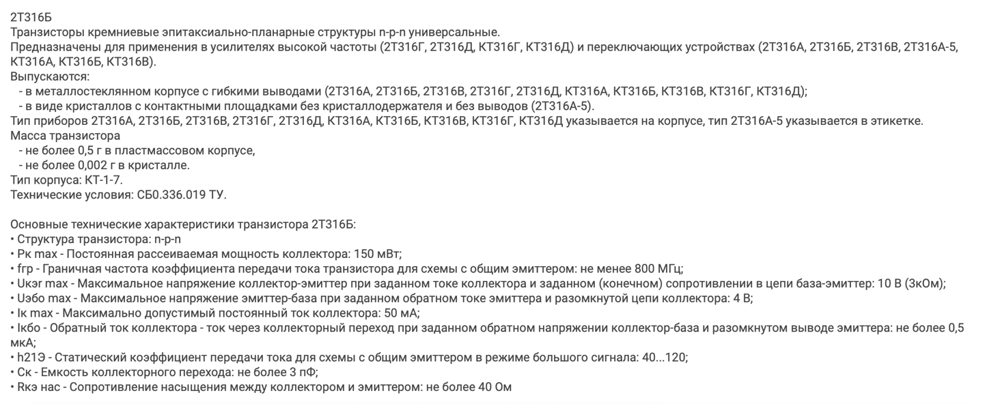 2Т316Б
Транзисторы кремниевые эпитаксиально-планарные структуры n-p-n универсальные.
Предназначены для применения в усилителях высокой частоты (2Т316Г, 2Т316Д, КТ316Г, КТ316Д) и переключающих устройствах (2Т316А, 2Т316Б, 2Т316В, 2Т316А-5,
КТ316А, КТ316Б, КТ316В).
Выпускаются:
- в металлостеклянном корпусе с гибкими выводами (2Т316А, 2Т316Б, 2Т316В, 2Т316Г, 2Т316Д, КТ316А, КТ316Б, КТ316В, КТ316Г, КТ316Д);
- в виде кристаллов с контактными площадками без кристаллодержателя и без выводов (2Т316А-5).
Тип приборов 2Т316А, 2Т316Б, 2Т316В, 2Т316Г, 2Т316Д, КТ316А, КТ316Б, КТ316В, КТ316Г, КТ316Д указывается на корпусе, тип 2Т316А-5 указывается в этикетке.
Масса транзистора
- не более 0,5 г в пластмассовом корпусе,
- не более 0,002 г в кристалле.
Тип корпуса: КТ-1-7.
Технические условия: СБ0.336.019 ТУ.
Основные технические характеристики транзистора 2Т316Б:
• Структура транзистора: n-p-n
• Рк max - Постоянная рассеиваемая мощность коллектора: 150 мВт;
• fгр - Граничная частота коэффициента передачи тока транзистора для схемы с общим эмиттером: не менее 800 МГц;
• Uкэr max - Максимальное напряжение коллектор-эмиттер при заданном токе коллектора и заданном (конечном) сопротивлении в цепи база-эмиттер: 10 В (3кОм);
• Uэбо max - Максимальное напряжение эмиттер-база при заданном обратном токе эмиттера и разомкнутой цепи коллектора: 4 В;
• Iк max - Максимально допустимый постоянный ток коллектора: 50 мА;
• Iкбо - Обратный ток коллектора - ток через коллекторный переход при заданном обратном напряжении коллектор-база и разомкнутом выводе эмиттера: не более 0,5
мкА;
• h21Э - Статический коэффициент передачи тока для схемы с общим эмиттером в режиме большого сигнала: 40...120;
• Ск - Емкость коллекторного перехода: не более 3 пФ;
• Rкэ нас - Сопротивление насыщения между коллектором и эмиттером: не более 40 Ом